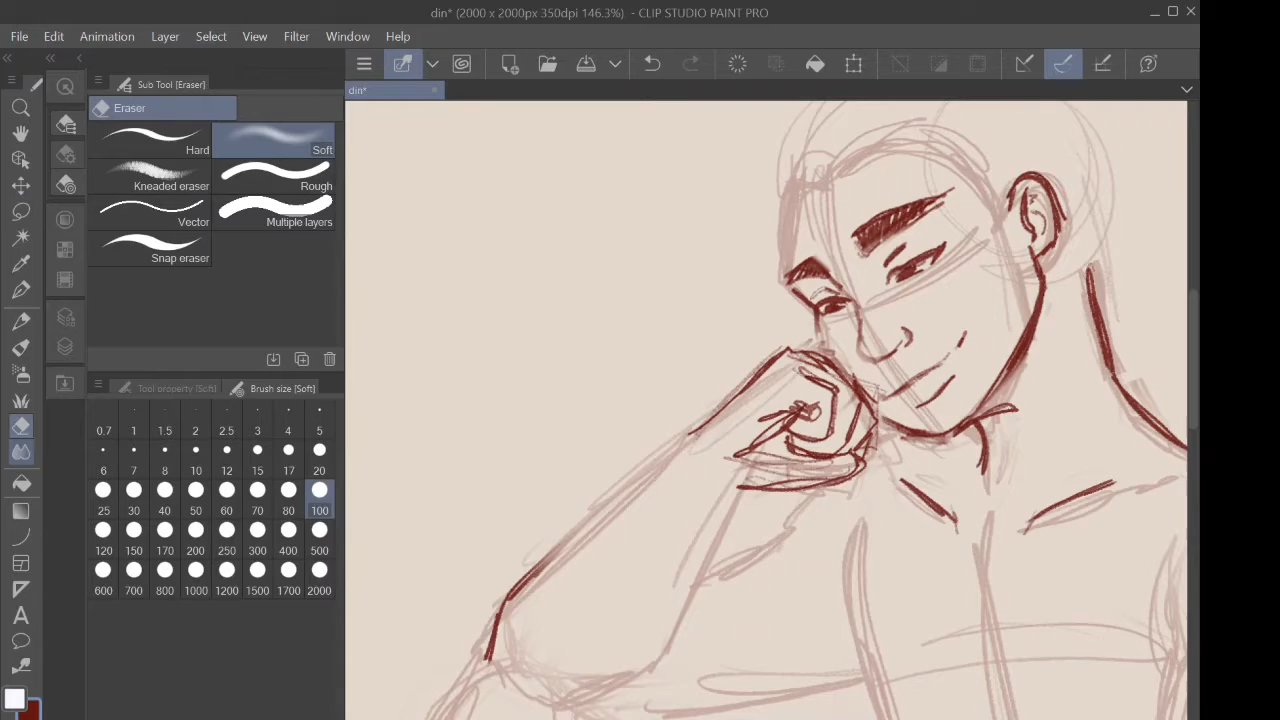 din* (2000 x 2000px 350dpi 146.3%) - CLIP STUDIO PAINT PRO
File Edit Animation Layer Select View Filter Window Help
Sub Tool [Eraser]
din*
Eraser
Hard Soft
Kneaded eraser Rough
Vector Multiple layers
Snap eraser
Tool property [Soft] Brush size [Soft]
0.7 1 1.5 2 2.5 3 4 5
6 7 8 10 12 15 17 20
25 30 40 50 60 70 80 100
120 150 170 200 250 300 400 500
600 700 800 1000 1200 1500 1700 2000